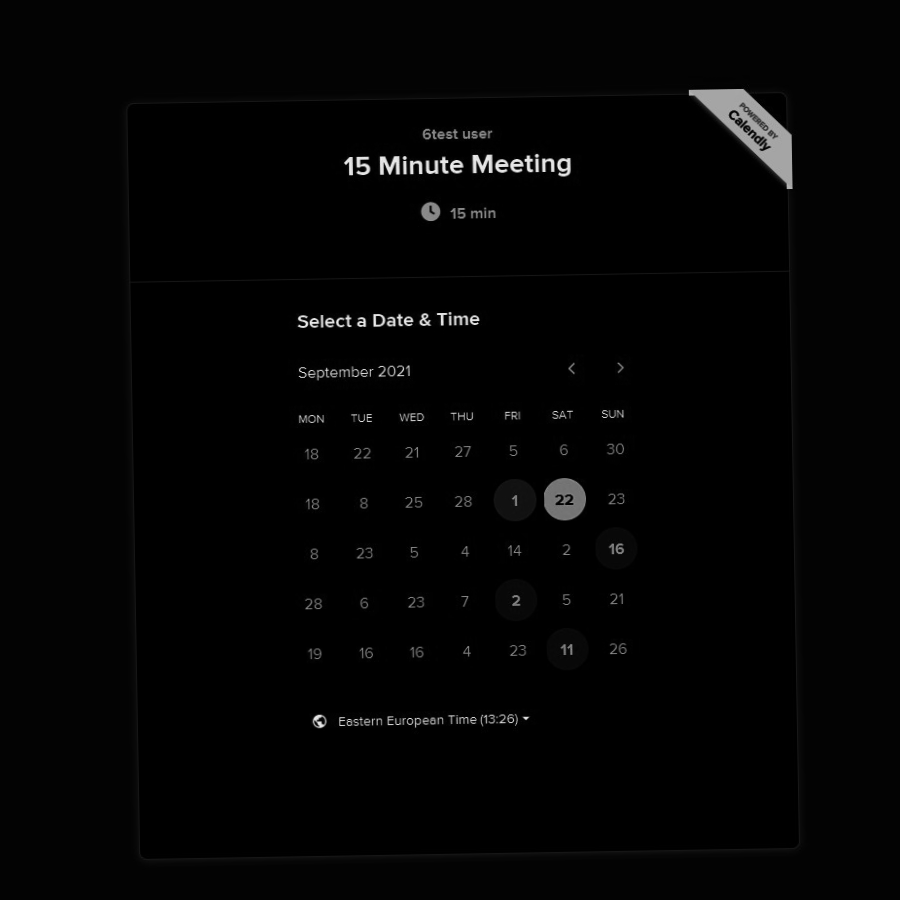 POWERED BY
Calendly
6test user
15 Minute Meeting
15 min
Select a Date & Time
September 2021
MON TUE WED THU FRI SAT SUN
18 22 21 27 5 6 30
18 8 25 28 1 22 23
8 23 5 4 14 2 16
28 6 23 7 2 5 21
19 16 16 4 23 11 26
Eastern European Time (13:26)